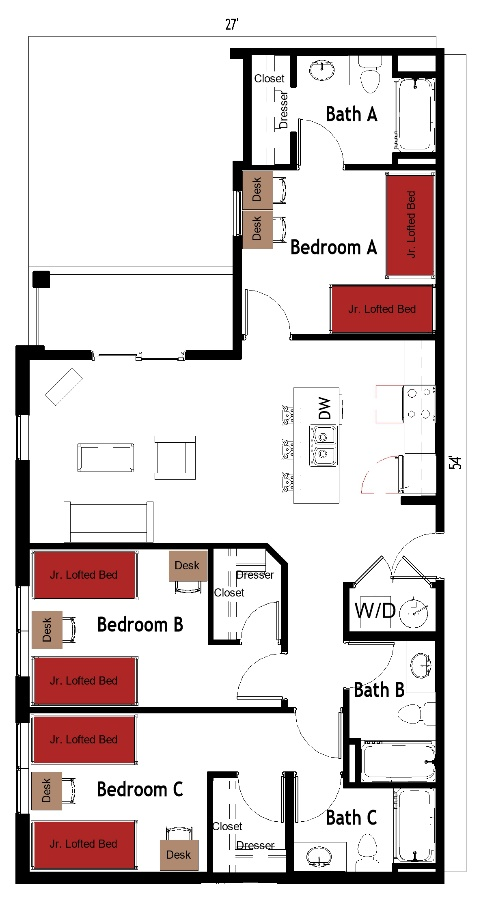 27'
Closet
Dresser
Bath A
Desk
Desk
Bedroom A
Jr. Lofted Bed
Jr. Lofted Bed
DW
54'
Jr. Lofted Bed
Desk
Dresser
Closet
Desk
Bedroom B
W/D
Jr. Lofted Bed
Bath B
Jr. Lofted Bed
Desk
Bedroom C
Closet
Bath C
Jr. Lofted Bed
Desk
Dresser